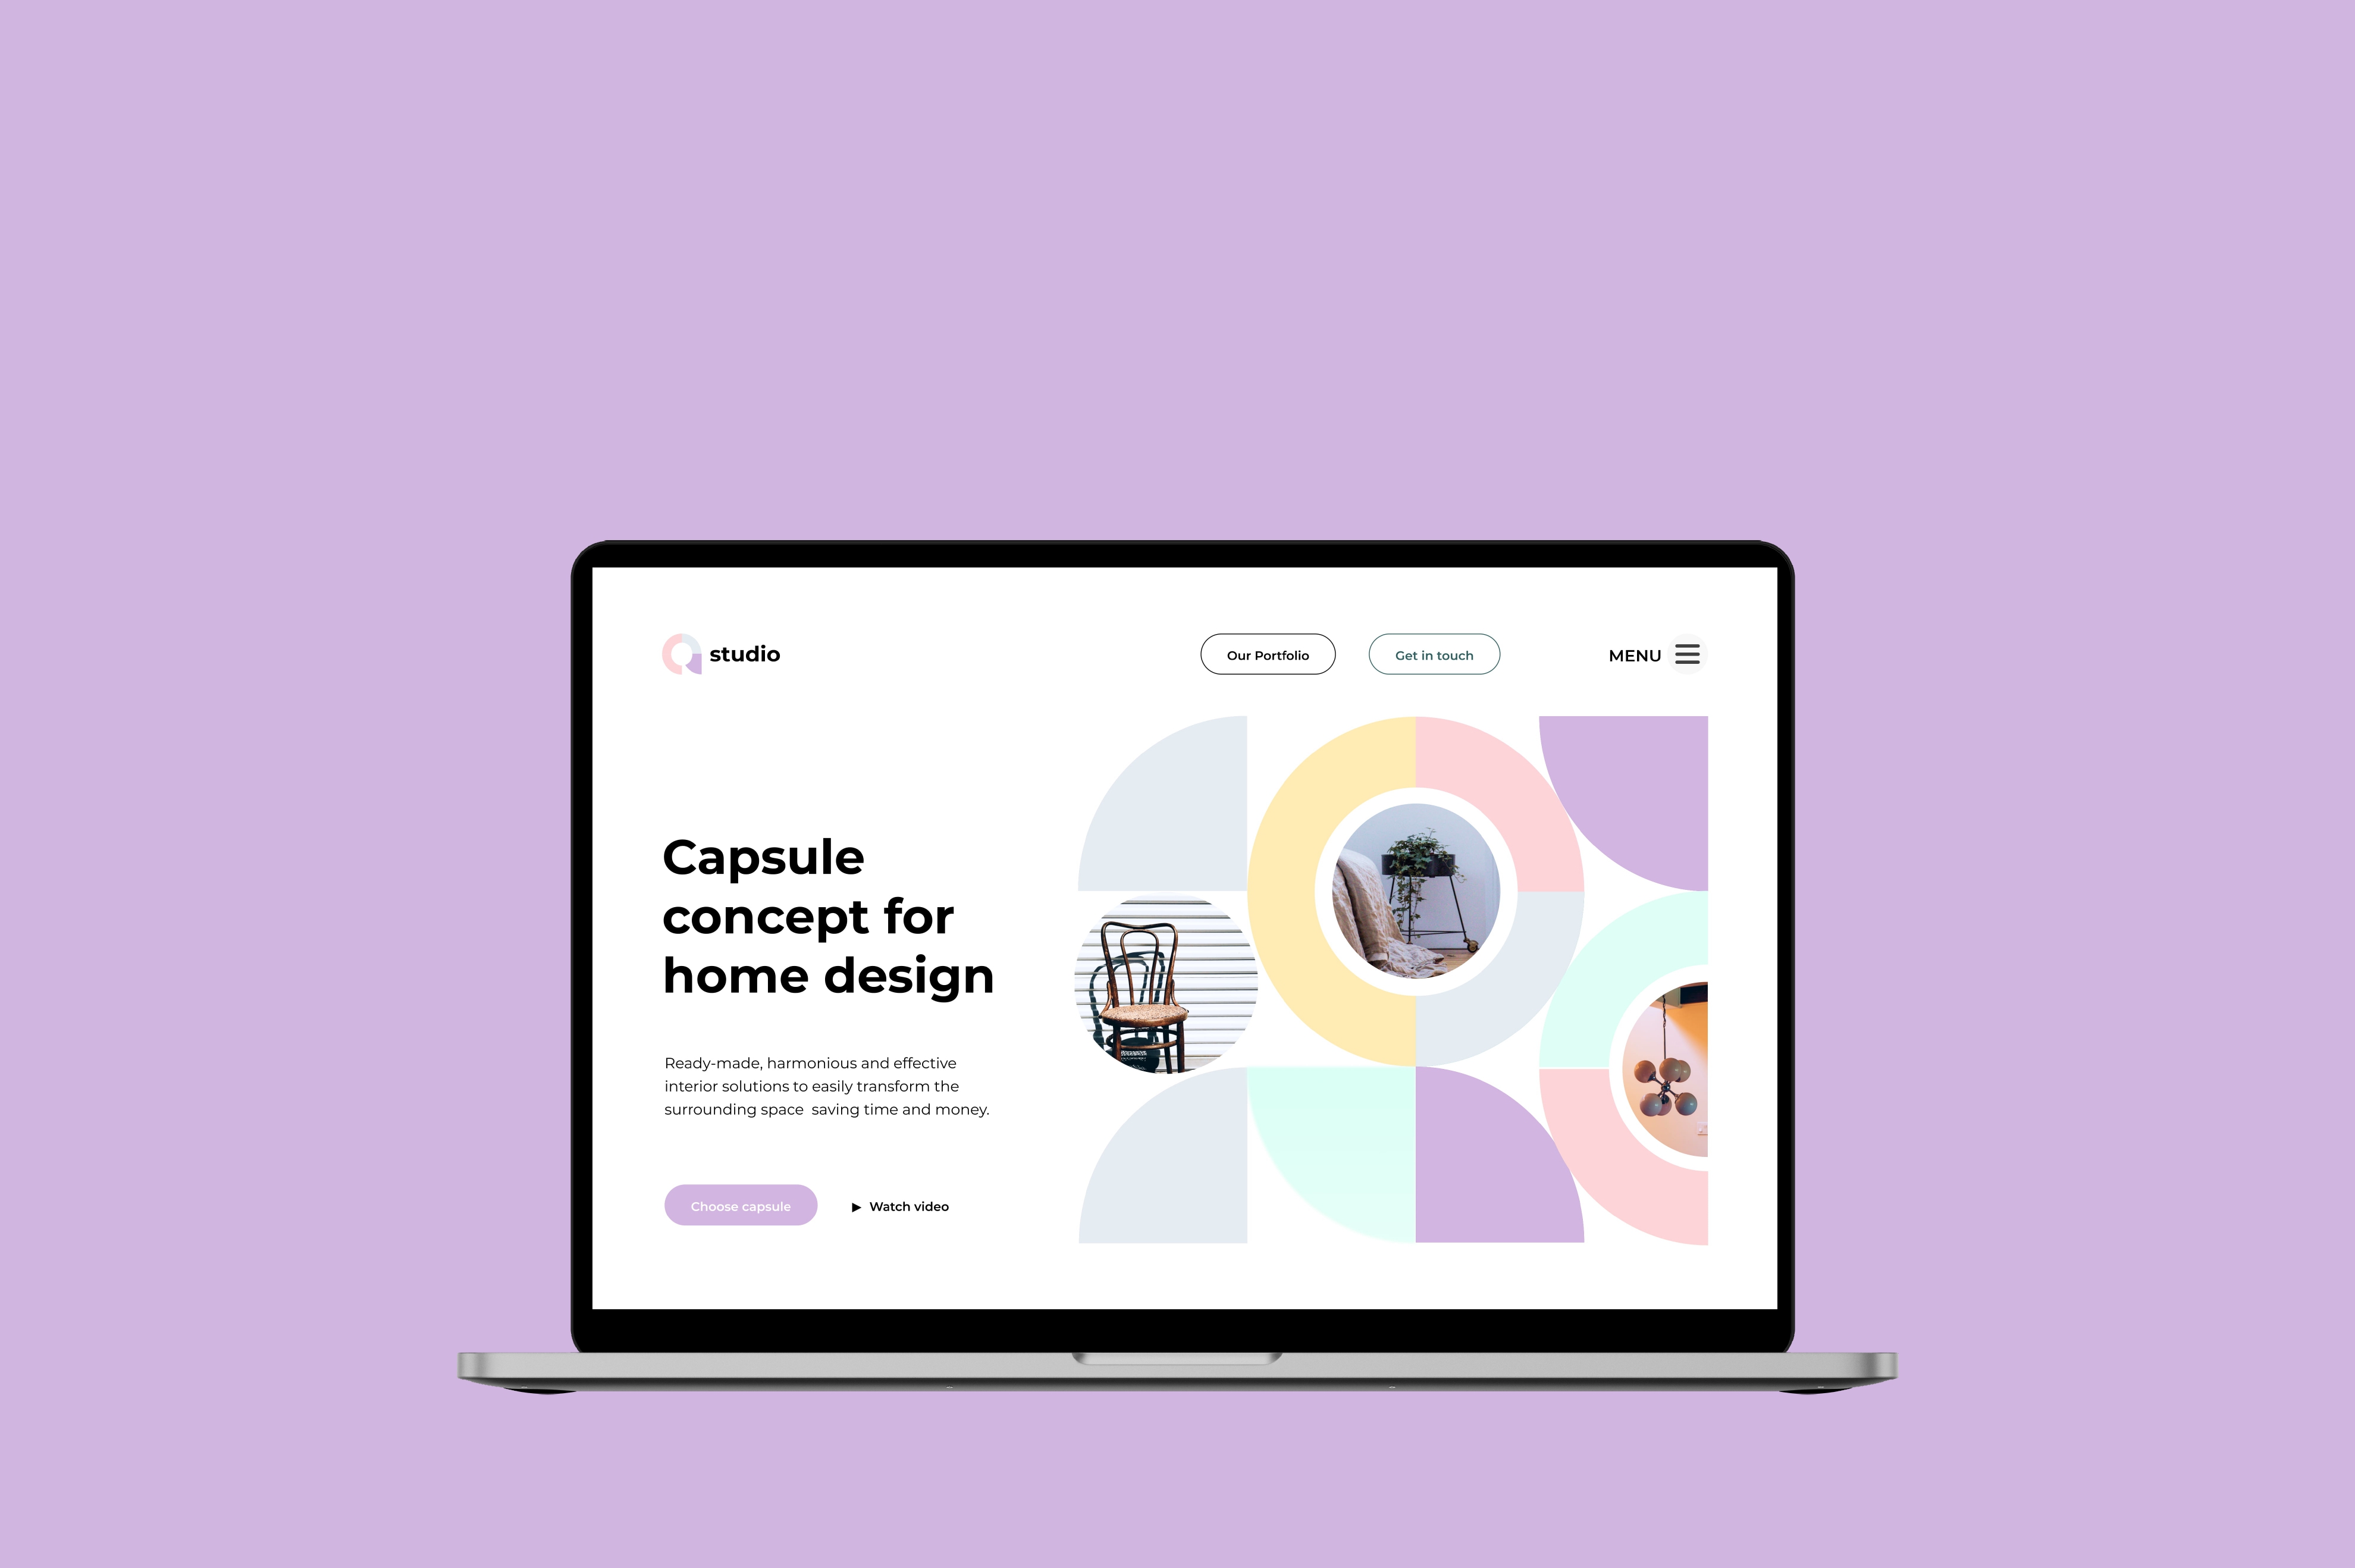 studio
Our Portfolio
Get in touch
MENU
Capsule
concept for
home design
Ready-made, harmonious and effective
interior solutions to easily transform the
surrounding space  saving time and money.
Choose capsule
▶ Watch video